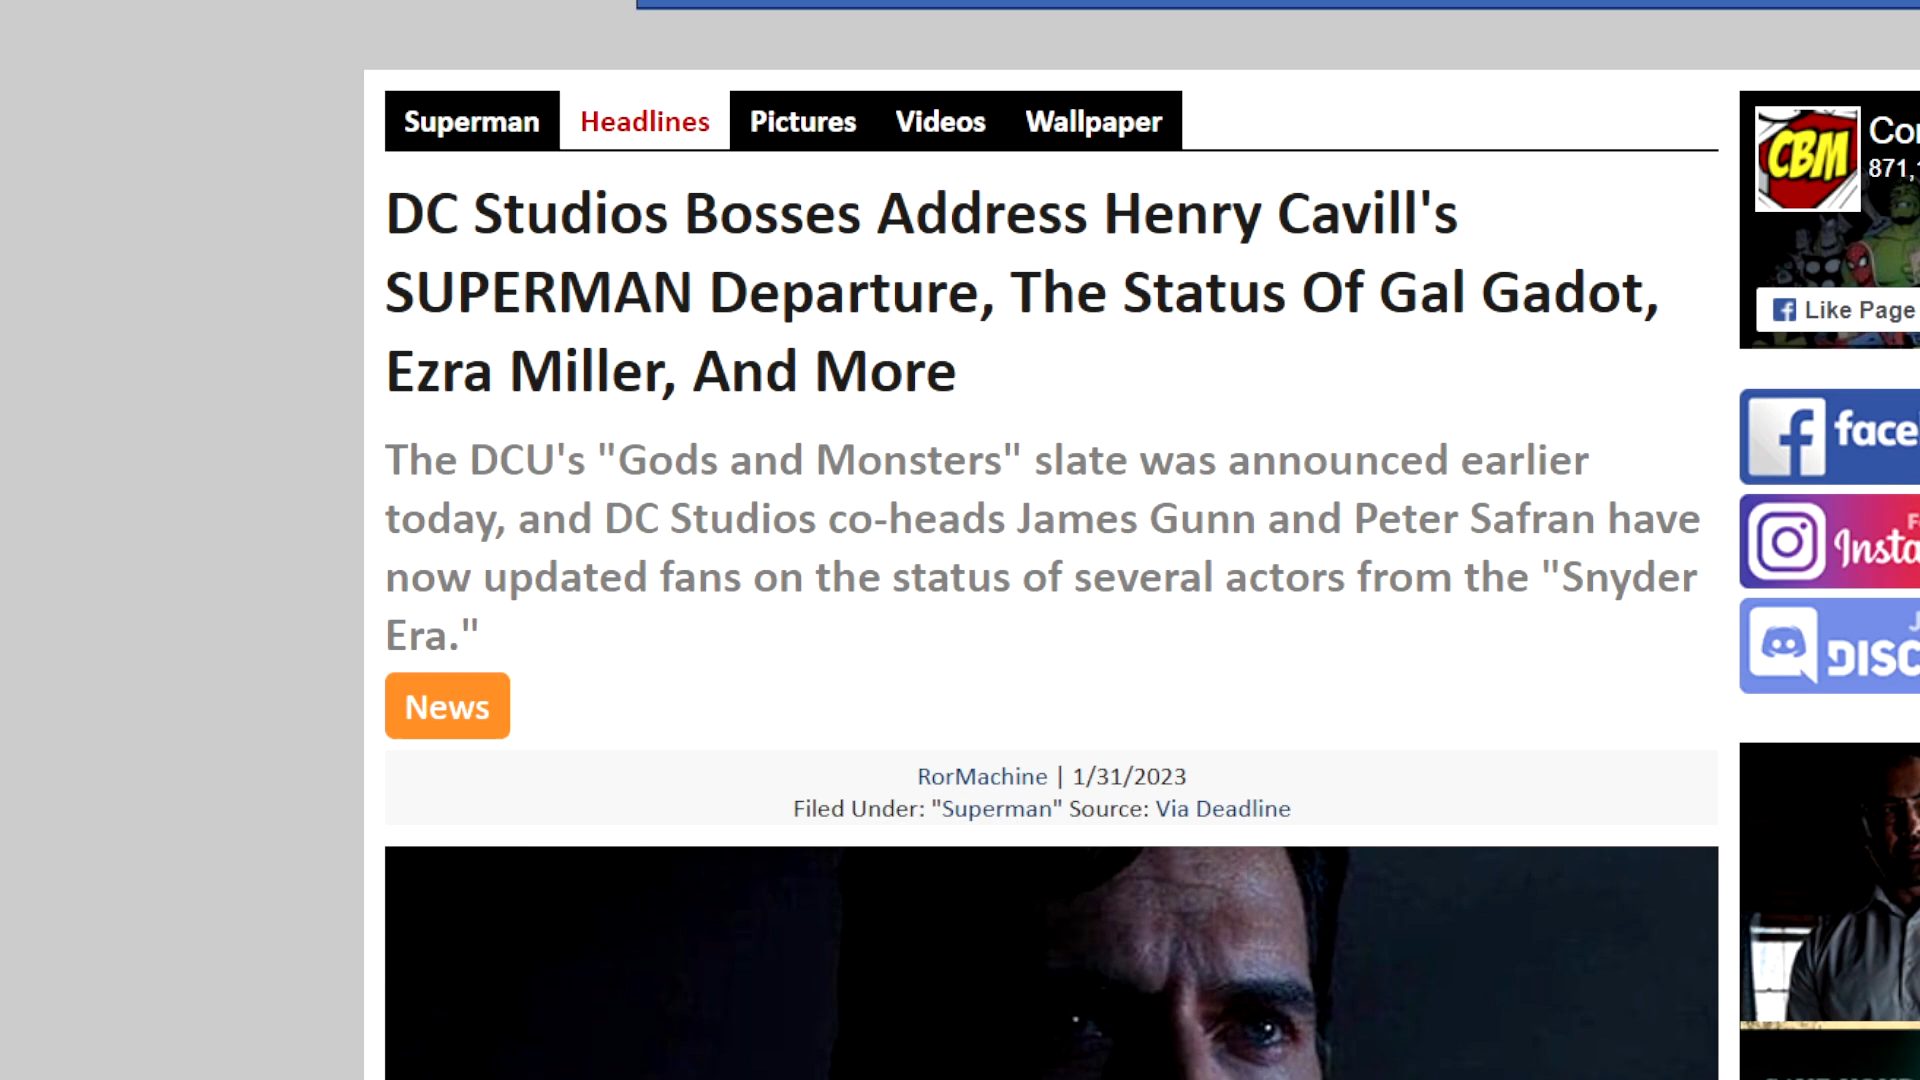 Superman Headlines Pictures Videos Wallpaper
DC Studios Bosses Address Henry Cavill's
SUPERMAN Departure, The Status Of Gal Gadot,
Ezra Miller, And More
The DCU's "Gods and Monsters" slate was announced earlier
today, and DC Studios co-heads James Gunn and Peter Safran have
now updated fans on the status of several actors from the "Snyder
Era."
News
RorMachine | 1/31/2023
Filed Under: "Superman" Source: Via Deadline
CBM
871,
Like Page